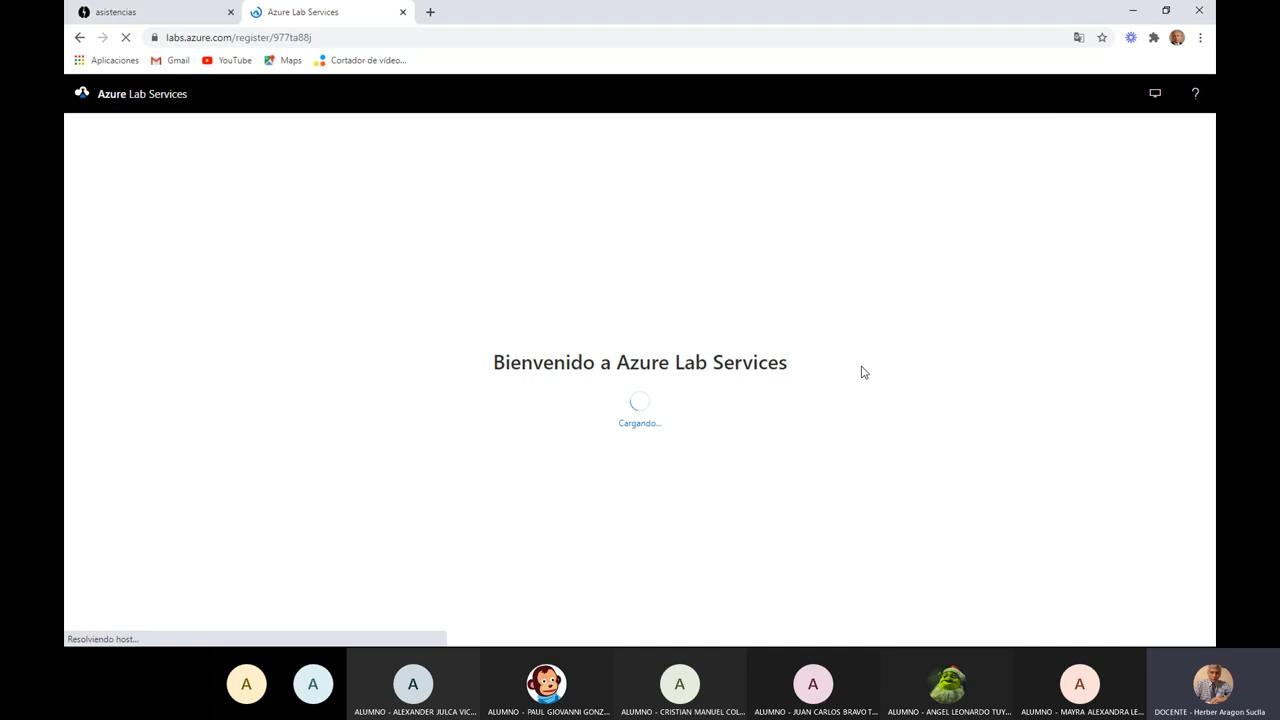 asistencias
Azure Lab Services
labs.azure.com/register/977ta88j
Aplicaciones
Gmail
YouTube
Maps
Cortador de vídeo...
Azure Lab Services
?
Bienvenido a Azure Lab Services
Cargando...
Resolviendo host...
A
A
A
A
A
A
ALUMNO - ALEXANDER JULCA VIC...
ALUMNO - PAUL GIOVANNI GONZ...
ALUMNO - CRISTIAN MANUEL COL...
ALUMNO - JUAN CARLOS BRAVO T...
ALUMNO - ANGEL LEONARDO TUY...
ALUMNO - MAYRA ALEXANDRA LE...
DOCENTE - Herber Aragon Suclla